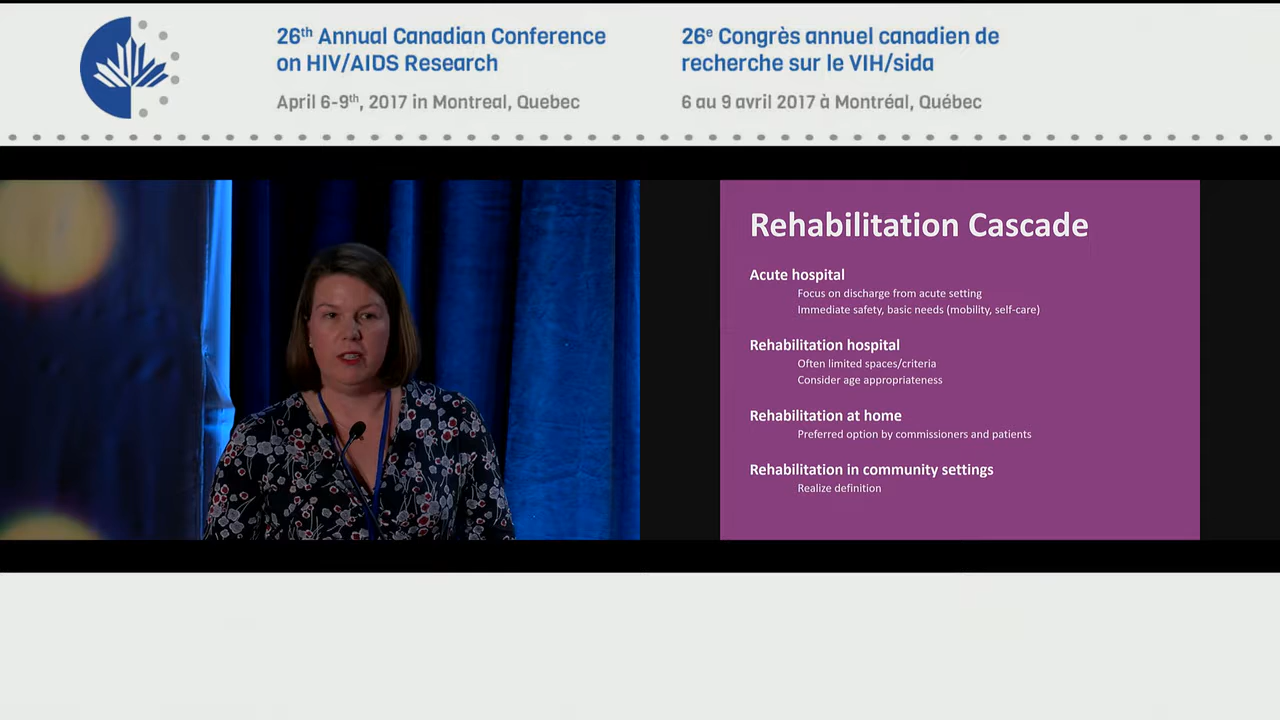 26th Annual Canadian Conference
on HIV/AIDS Research
April 6-9th, 2017 in Montreal, Quebec
26e Congrès annuel canadien de
recherche sur le VIH/sida
6 au 9 avril 2017 à Montréal, Québec
Rehabilitation Cascade
Acute hospital
Focus on discharge from acute setting
Immediate safety, basic needs (mobility, self-care)
Rehabilitation hospital
Often limited spaces/criteria
Consider age appropriateness
Rehabilitation at home
Preferred option by commissioners and patients
Rehabilitation in community settings
Realize definition